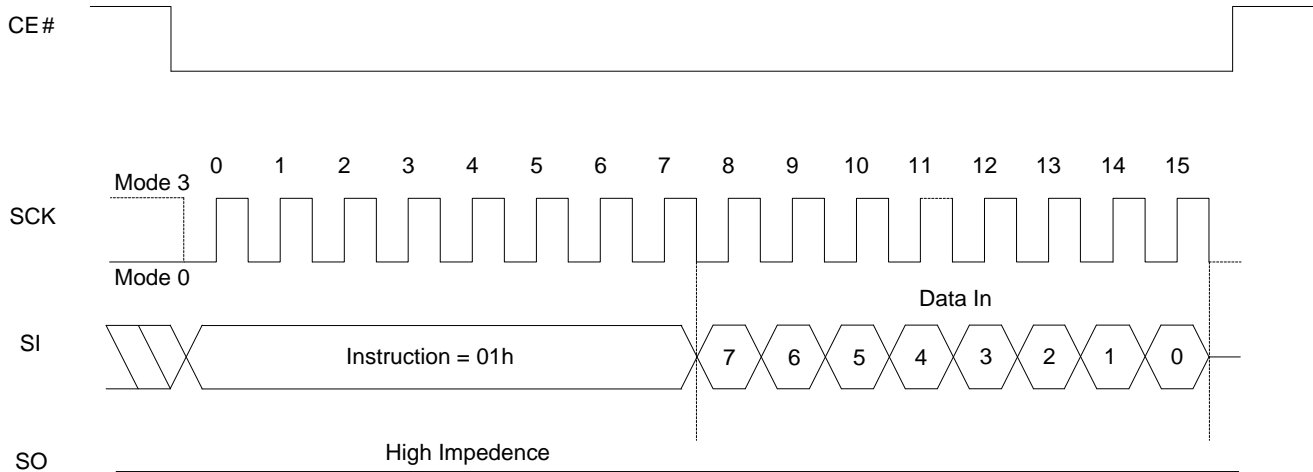 CE#
0 1 2 3 4 5 6 7 8 9 10 11 12 13 14 15
Mode 3
SCK
Mode 0
Data In
SI
Instruction = 01h
7 6 5 4 3 2 1 0
High Impedence
SO